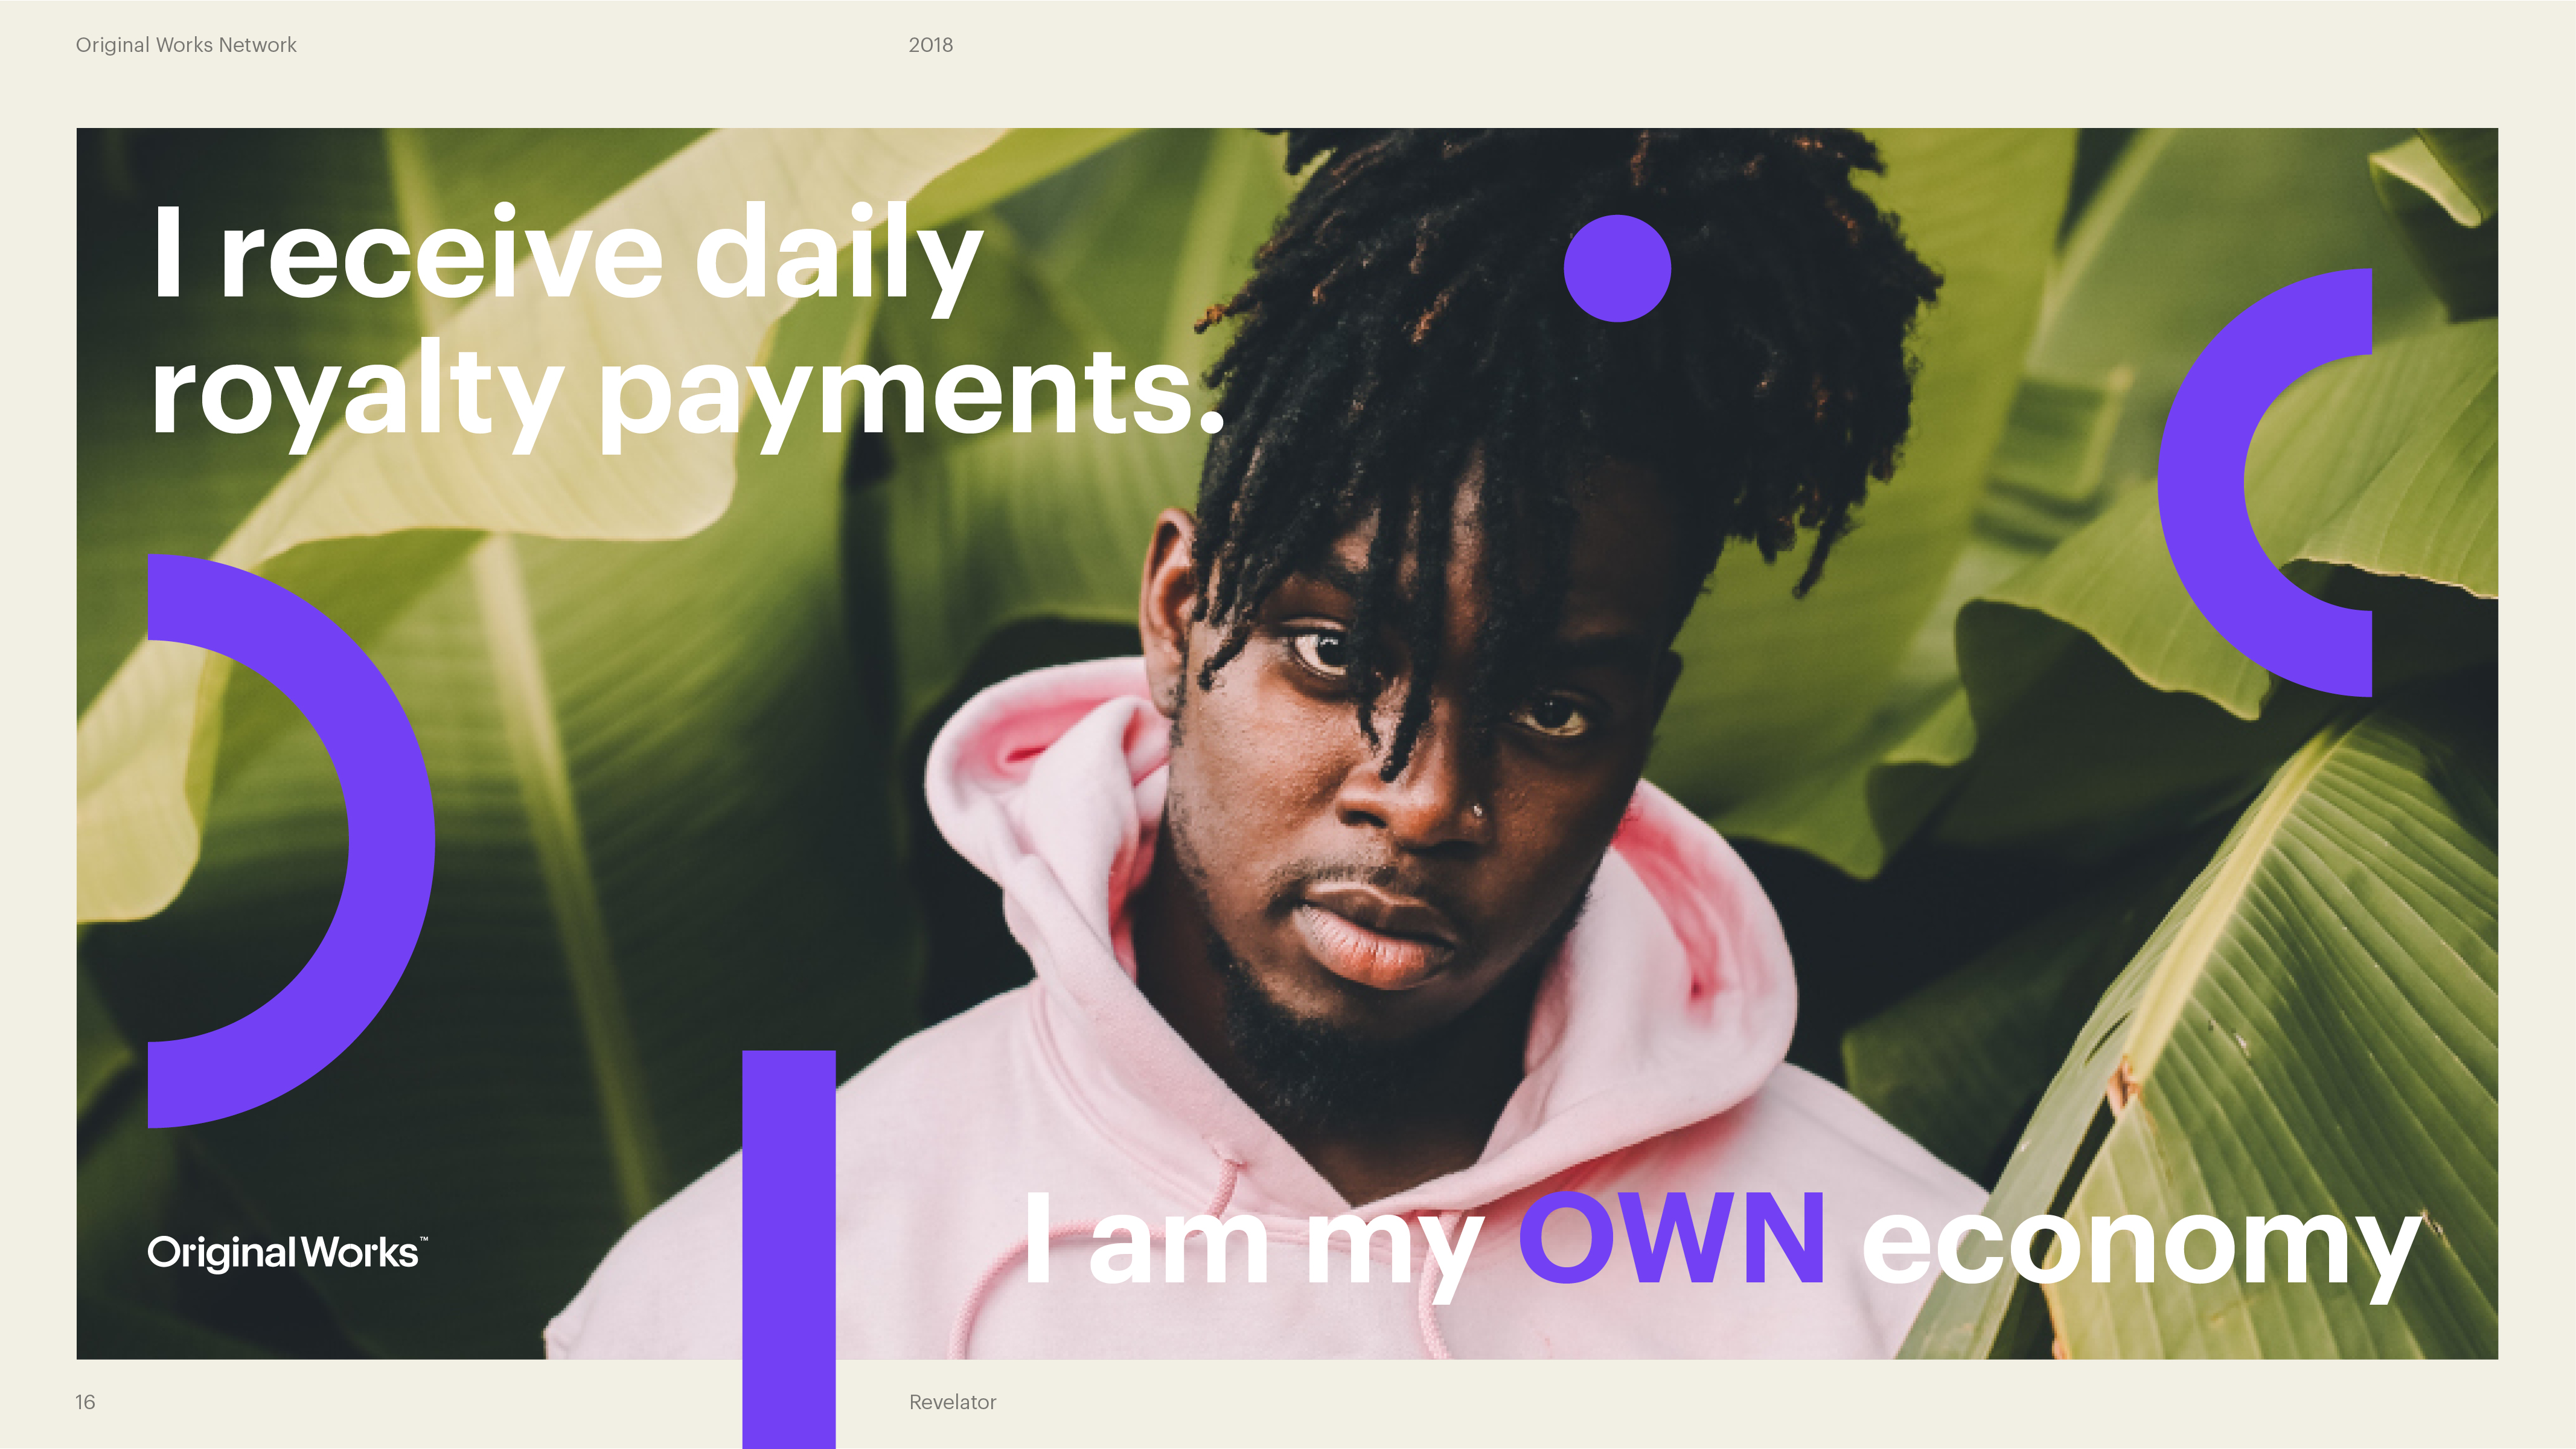 Original Works Network
2018
I receive daily
royalty payments.
OriginalWorks™
I am my OWN economy
16
Revelator